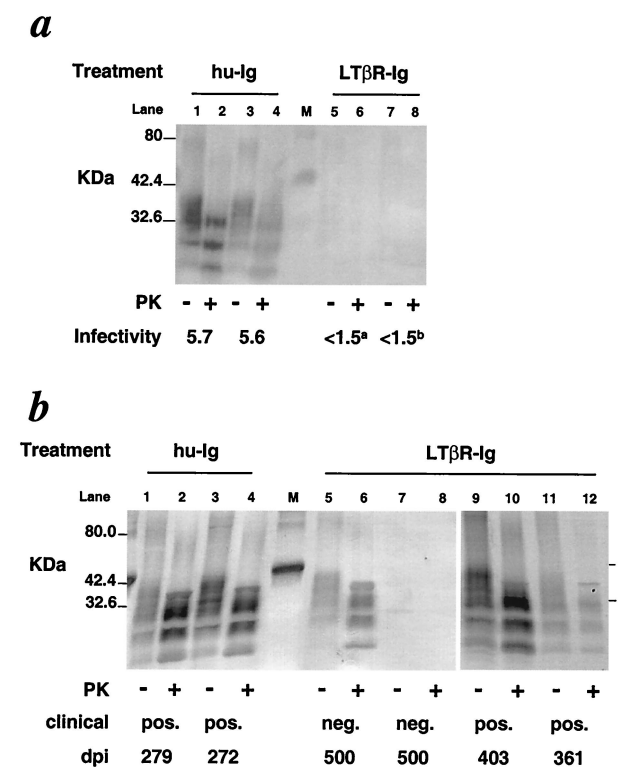 a
Treatment hu-Ig LTβR-Ig
Lane 1 2 3 4 M 5 6 7 8
80
KDa 42.4
32.6
PK - + - + - + - +
Infectivity 5.7 5.6 <1.5ᵃ <1.5ᵇ
b
Treatment hu-Ig LTβR-Ig
Lane 1 2 3 4 M 5 6 7 8 9 10 11 12
80.0
KDa
42.4
32.6
PK - + - + - + - + - + - +
clinical pos. pos. neg. neg. pos. pos.
dpi 279 272 500 500 403 361